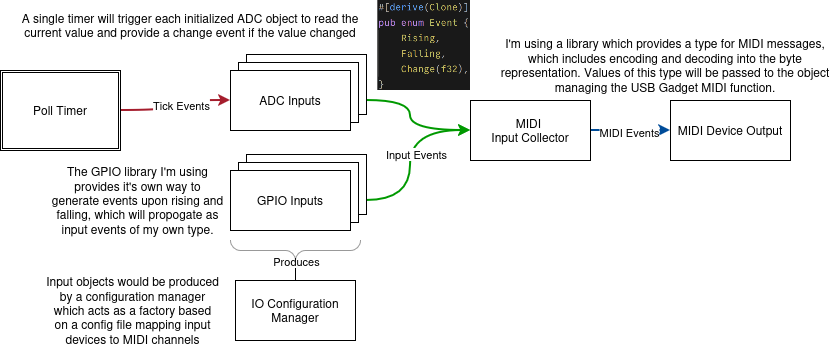 A single timer will trigger each initialized ADC object to read the
current value and provide a change event if the value changed
#[derive(Clone)]
pub enum Event {
Rising,
Falling,
Change(f32),
}
I'm using a library which provides a type for MIDI messages,
which includes encoding and decoding into the byte
representation. Values of this type will be passed to the object
managing the USB Gadget MIDI function.
Poll Timer
Tick Events
ADC Inputs
MIDI
Input Collector
MIDI Events
MIDI Device Output
Input Events
The GPIO library I'm using
provides it's own way to
generate events upon rising and
falling, which will propogate as
input events of my own type.
GPIO Inputs
Produces
Input objects would be produced
by a configuration manager
which acts as a factory based
on a config file mapping input
devices to MIDI channels
IO Configuration
Manager